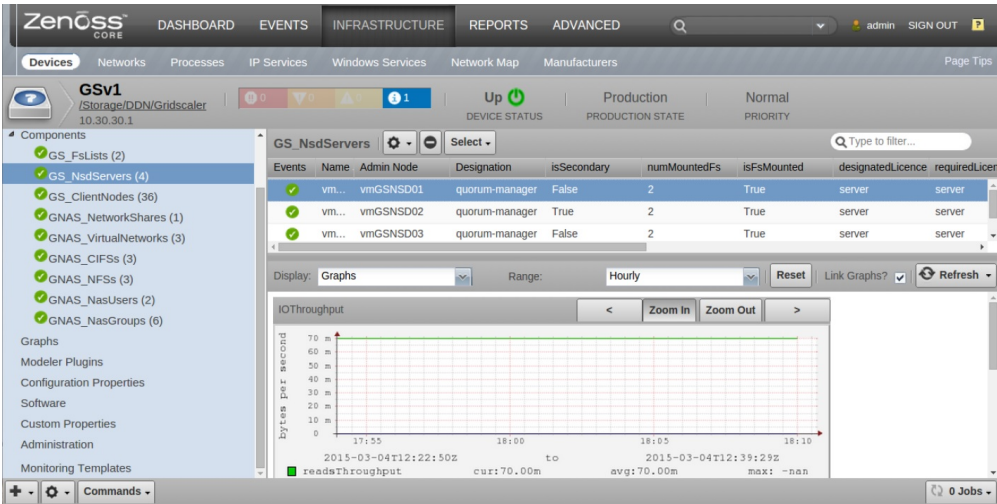 Zenoss CORE DASHBOARD EVENTS INFRASTRUCTURE REPORTS ADVANCED admin SIGN OUT ?
Devices Networks Processes IP Services Windows Services Network Map Manufacturers Page Tips
GSv1
/Storage/DDN/Gridscaler
10.30.30.1
0 0 0 1
Up
DEVICE STATUS
Production
PRODUCTION STATE
Normal
PRIORITY
Components
GS_FsLists (2)
GS_NsdServers (4)
GS_ClientNodes (36)
GNAS_NetworkShares (1)
GNAS_VirtualNetworks (3)
GNAS_CIFSs (3)
GNAS_NFSs (3)
GNAS_NasUsers (2)
GNAS_NasGroups (6)
Graphs
Modeler Plugins
Configuration Properties
Software
Custom Properties
Administration
Monitoring Templates
GS_NsdServers Select Type to filter...
Events Name Admin Node Designation isSecondary numMountedFs isFsMounted designatedLicence requiredLicen
vm... vmGSNSD01 quorum-manager False 2 True server server
vm... vmGSNSD02 quorum-manager True 2 True server server
vm... vmGSNSD03 quorum-manager False 2 True server server
Display: Graphs Range: Hourly Reset Link Graphs? Refresh
IOThroughput < Zoom In Zoom Out >
bytes per second
70 m
60 m
50 m
40 m
30 m
20 m
10 m
0
17:55 18:00 18:05 18:10
2015-03-04T12:22:50Z to 2015-03-04T12:39:29Z
readsThroughput cur:70.00m avg:70.00m max: -nan
Commands 0 Jobs